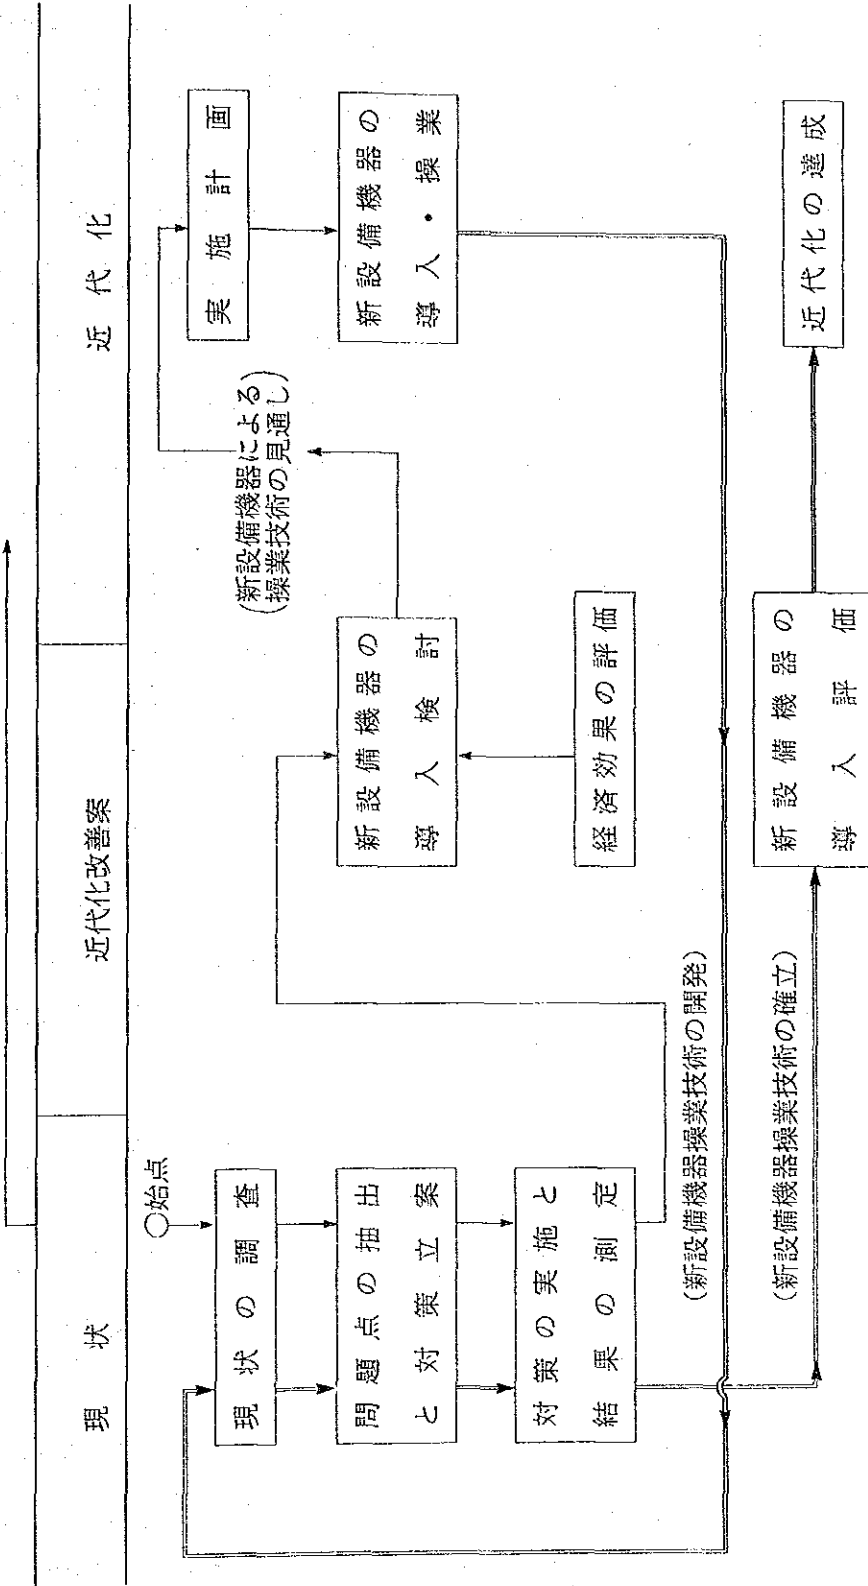 現状
近代化改善案
近代化
○始点
現状の調査
問題点の抽出
と対策立案
対策の実施と
結果の測定
新設備機器の
導入検討
経済効果の評価
(新設備機器による
操業技術の見通し)
実施計画
新設備機器の
導入・操業
(新設備機器操業技術の開発)
(新設備機器操業技術の確立)
新設備機器の
導入評価
近代化の達成